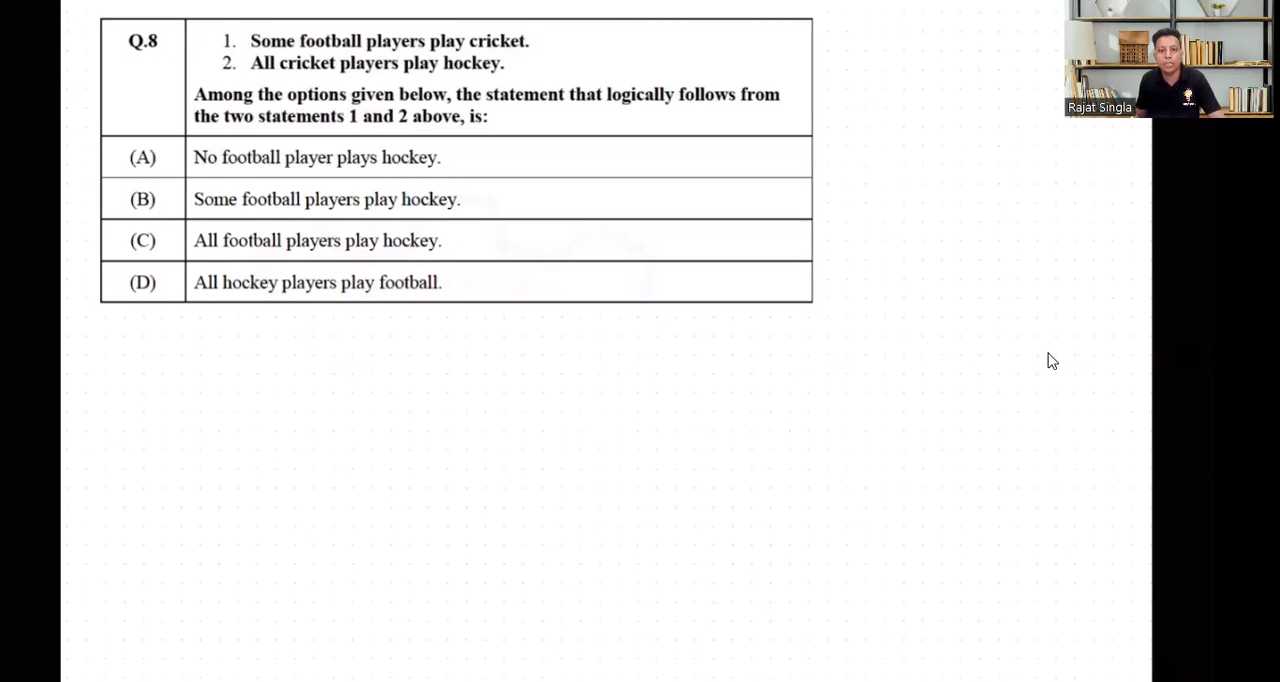 Q.8
1. Some football players play cricket.
2. All cricket players play hockey.
Among the options given below, the statement that logically follows from
the two statements 1 and 2 above, is:
(A) No football player plays hockey.
(B) Some football players play hockey.
(C) All football players play hockey.
(D) All hockey players play football.
Rajat Singla